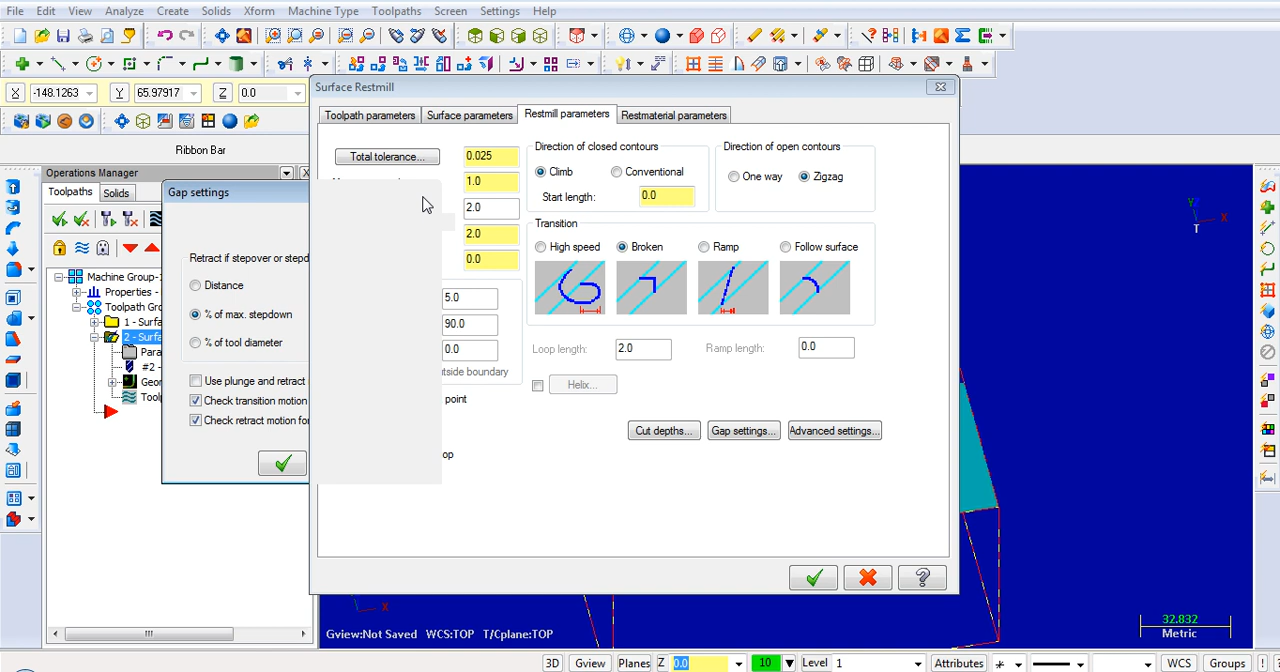 File Edit View Analyze Create Solids Xform Machine Type Toolpaths Screen Settings Help
X -148.1263 Y 65.97917 Z 0.0
Ribbon Bar
Operations Manager
Toolpaths Solids
Machine Group-
Properties -
Toolpath Gro
1 - Surfa
2 - Surfa
Para
#2 -
Geor
Toolp
Gap settings
Retract if stepover or stepd
Distance
% of max. stepdown
% of tool diameter
Use plunge and retract
Check transition motion
Check retract motion for
Surface Restmill
Toolpath parameters Surface parameters Restmill parameters Restmaterial parameters
Total tolerance... 0.025
1.0
2.0
2.0
0.0
5.0
90.0
0.0
tside boundary
point
op
Direction of closed contours
Climb Conventional
Start length: 0.0
Direction of open contours
One way Zigzag
Transition
High speed Broken Ramp Follow surface
Loop length: 2.0 Ramp length: 0.0
Helix...
Cut depths... Gap settings... Advanced settings...
Y
X
T
X
Gview:Not Saved WCS:TOP T/Cplane:TOP
32.832
Metric
3D Gview Planes Z 0.0 10 Level 1 Attributes WCS Groups